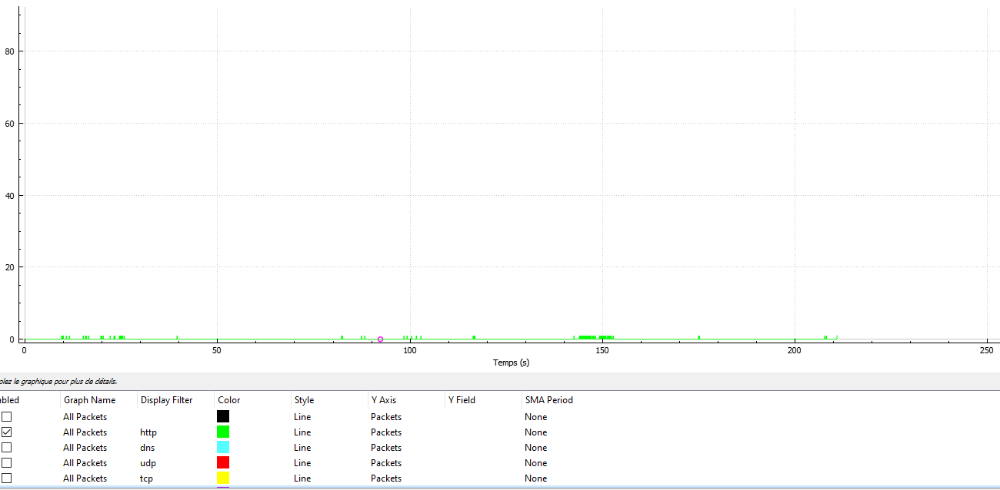 80
60
40
20
0
0 50 100 150 200 250
Temps (s)
olez le graphique pour plus de détails.
bled Graph Name Display Filter Color Style Y Axis Y Field SMA Period
All Packets Line Packets None
All Packets http Line Packets None
All Packets dns Line Packets None
All Packets udp Line Packets None
All Packets tcp Line Packets None